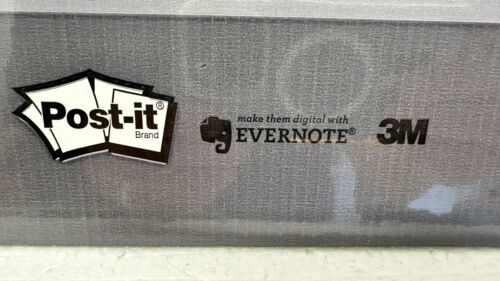 Post-it®
Brand
make them digital with
EVERNOTE®
3M